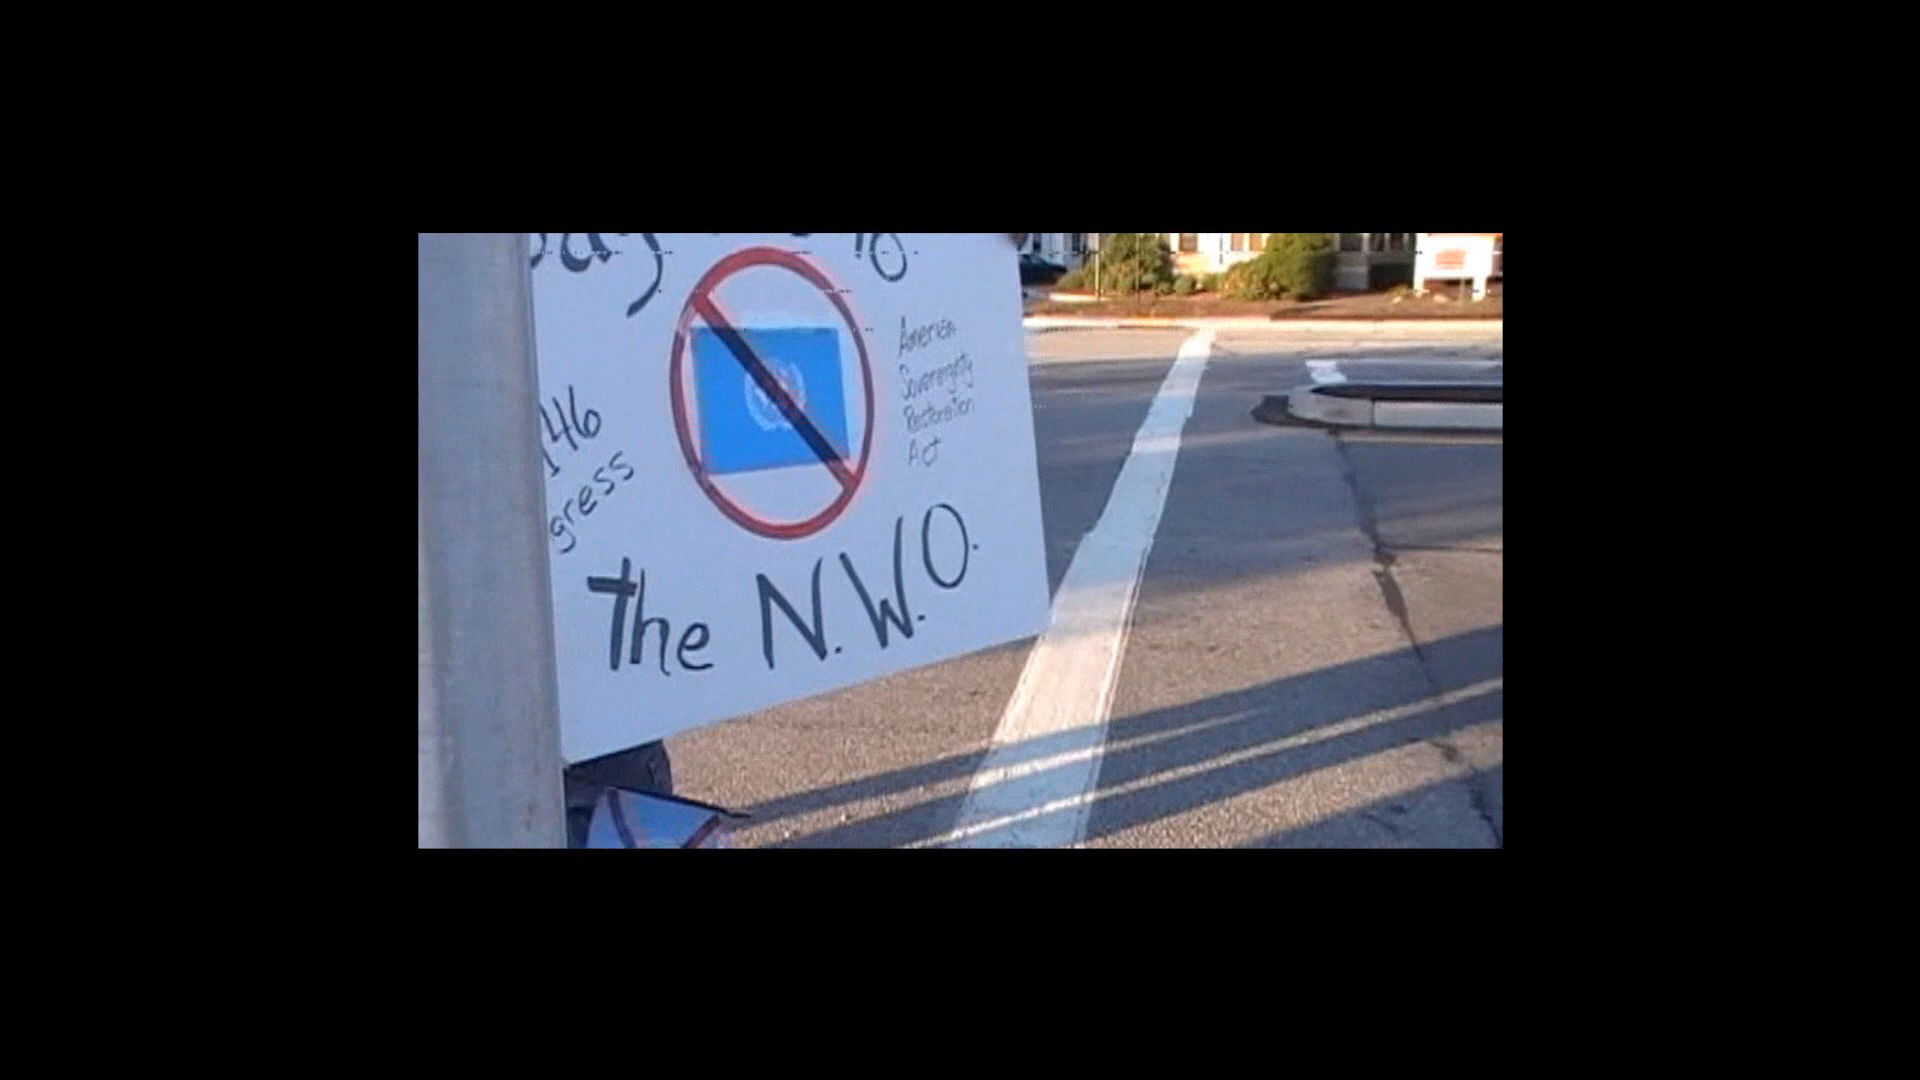 146
gress
American
Sovereignty
Restoration
Act
the N.W.O.